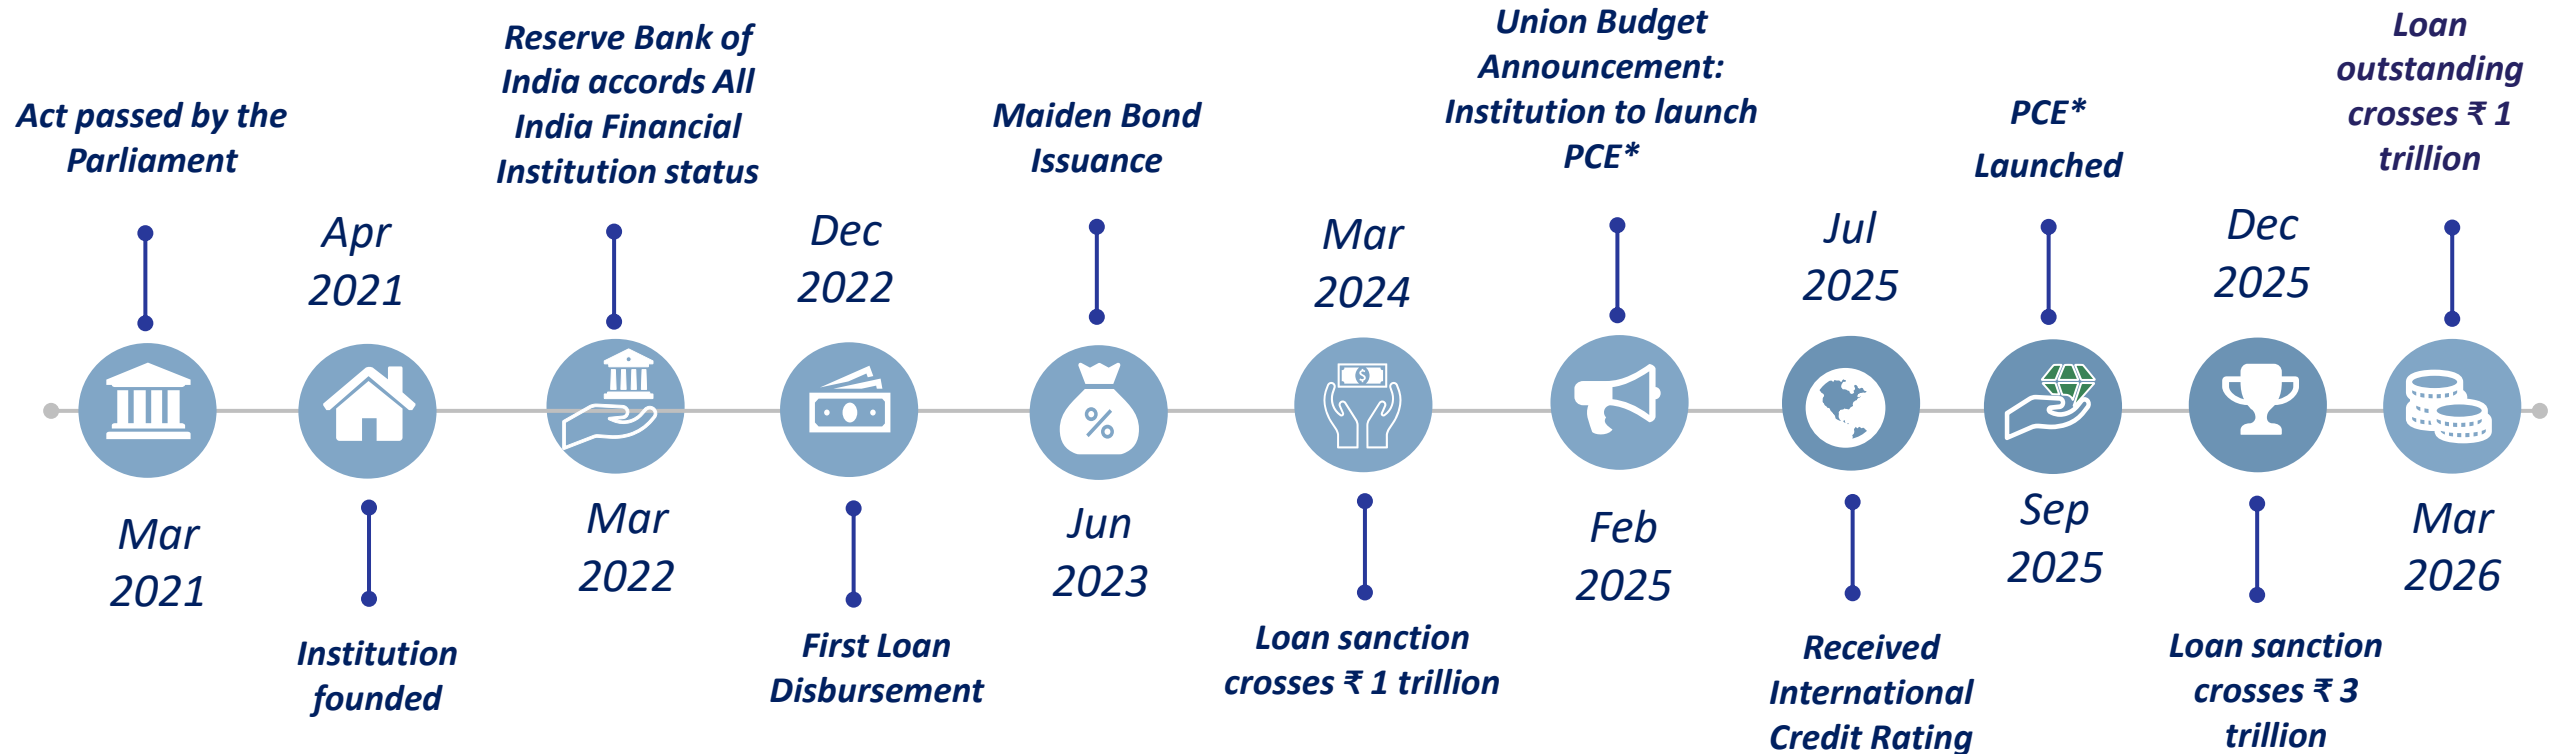 Act passed by the
Parliament
Mar
2021
Apr
2021
Institution
founded
Reserve Bank of
India accords All
India Financial
Institution status
Mar
2022
Dec
2022
First Loan
Disbursement
Maiden Bond
Issuance
Jun
2023
Mar
2024
Loan sanction
crosses ₹ 1 trillion
Union Budget
Announcement:
Institution to launch
PCE*
Feb
2025
Jul
2025
Received
International
Credit Rating
PCE*
Launched
Sep
2025
Dec
2025
Loan sanction
crosses ₹ 3
trillion
Loan
outstanding
crosses ₹ 1
trillion
Mar
2026
%
$